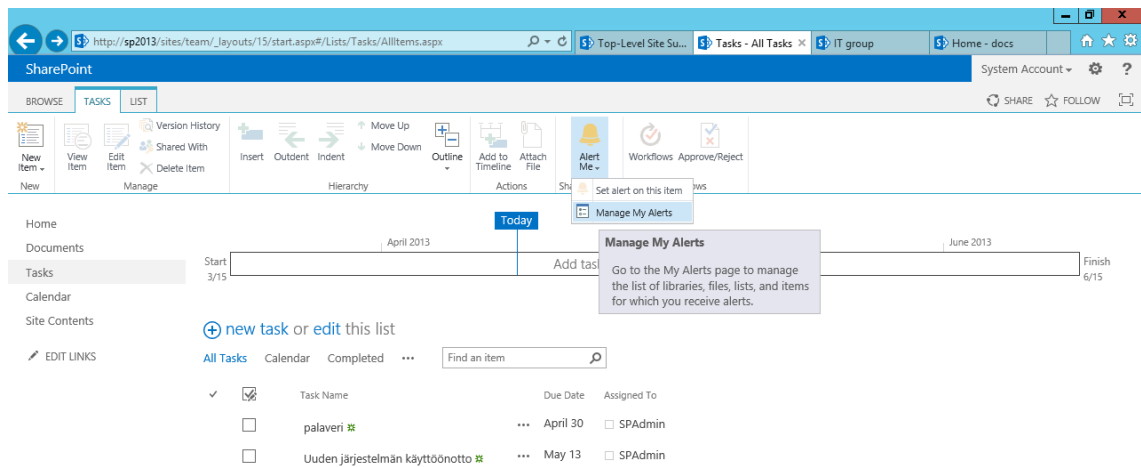 http://sp2013/sites/team/_layouts/15/start.aspx#/Lists/Tasks/AllItems.aspx
Top-Level Site Su...
Tasks - All Tasks
IT group
Home - docs
SharePoint
System Account
?
BROWSE TASKS LIST
SHARE FOLLOW
New Item
View Item
Edit Item
Version History
Shared With
Delete Item
Insert
Outdent
Indent
Move Up
Move Down
Outline
Add to Timeline
Attach File
Alert Me
Workflows
Approve/Reject
New
Manage
Hierarchy
Actions
Sha
ws
Set alert on this item
Manage My Alerts
Manage My Alerts
Go to the My Alerts page to manage
the list of libraries, files, lists, and items
for which you receive alerts.
Home
Documents
Tasks
Calendar
Site Contents
EDIT LINKS
Today
April 2013
June 2013
Start
3/15
Add tas
Finish
6/15
new task or edit this list
All Tasks Calendar Completed ...
Find an item
Task Name Due Date Assigned To
palaveri ... April 30 SPAdmin
Uuden järjestelmän käyttöönotto ... May 13 SPAdmin